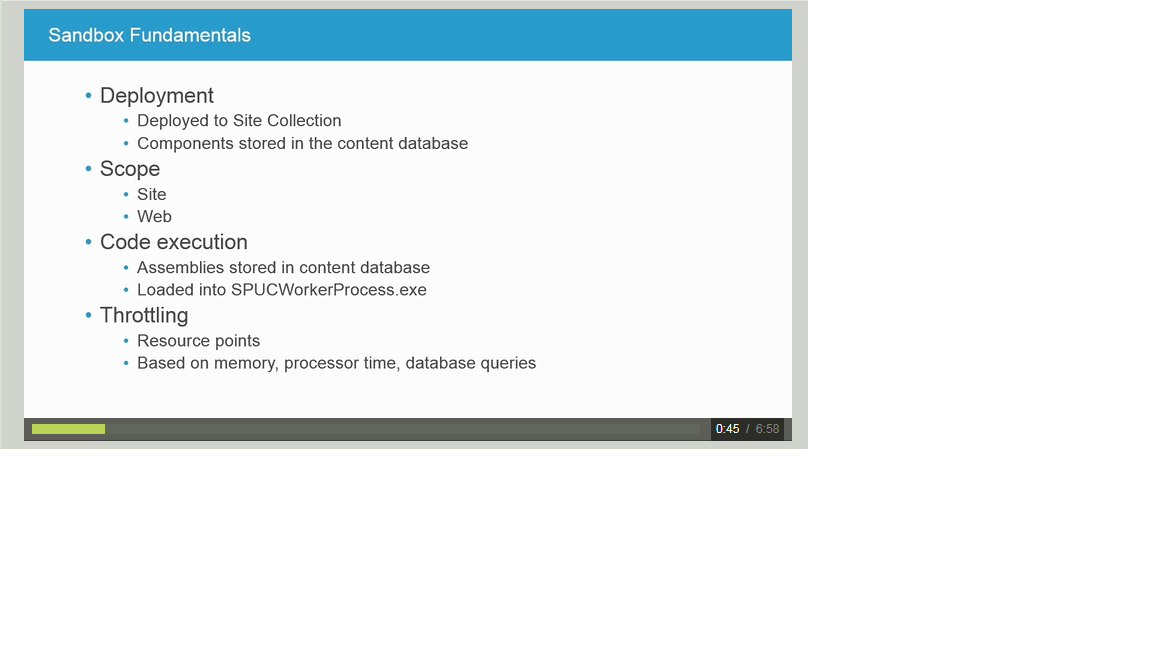 Sandbox Fundamentals
• Deployment
• Deployed to Site Collection
• Components stored in the content database
• Scope
• Site
• Web
• Code execution
• Assemblies stored in content database
• Loaded into SPUCWorkerProcess.exe
• Throttling
• Resource points
• Based on memory, processor time, database queries
0:45 / 6:58